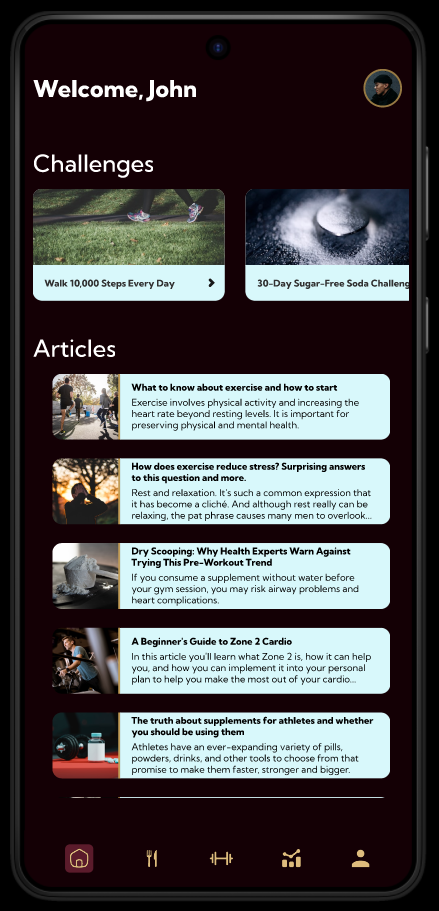 Welcome, John
Challenges
Walk 10,000 Steps Every Day
30-Day Sugar-Free Soda Challeng
Articles
What to know about exercise and how to start
Exercise involves physical activity and increasing the
heart rate beyond resting levels. It is important for
preserving physical and mental health.
How does exercise reduce stress? Surprising answers
to this question and more.
Rest and relaxation. It's such a common expression that
it has become a cliché. And although rest really can be
relaxing, the pat phrase causes many men to overlook...
Dry Scooping: Why Health Experts Warn Against
Trying This Pre-Workout Trend
If you consume a supplement without water before
your gym session, you may risk airway problems and
heart complications.
A Beginner's Guide to Zone 2 Cardio
In this article you'll learn what Zone 2 is, how it can help
you, and how you can implement it into your personal
plan to help you make the most out of your cardio...
The truth about supplements for athletes and whether
you should be using them
Athletes have an ever-expanding variety of pills,
powders, drinks, and other tools to choose from that
promise to make them faster, stronger and bigger.